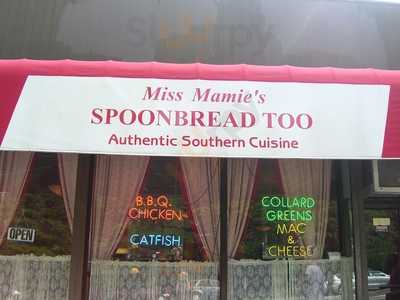 Miss Mamie's
SPOONBREAD TOO
Authentic Southern Cuisine
OPEN
B.B.Q.
CHICKEN
CATFISH
COLLARD
GREENS
MAC
&
CHEESE